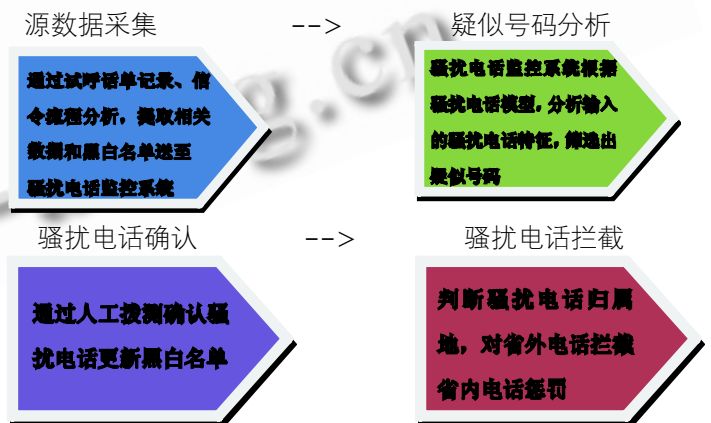 源数据采集 --> 疑似号码分析
通过试呼话单记录、信
令流程分析，提取相关
数据和黑白名单送至
骚扰电话监控系统
骚扰电话监控系统根据
骚扰电话模型，分析输入
的骚扰电话特征，筛选出
疑似号码
骚扰电话确认 --> 骚扰电话拦截
通过人工拨测确认骚
扰电话更新黑白名单
判断骚扰电话归属
地，对省外电话拦截
省内电话惩罚